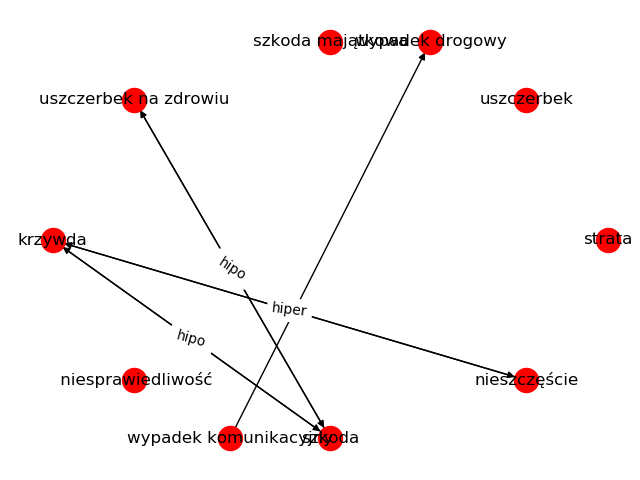 szkoda majątkowa
wypadek drogowy
uszczerbek na zdrowiu
uszczerbek
krzywda
strata
hipo
hiper
hipo
niesprawiedliwość
nieszczęście
wypadek komunikacyjny
szkoda